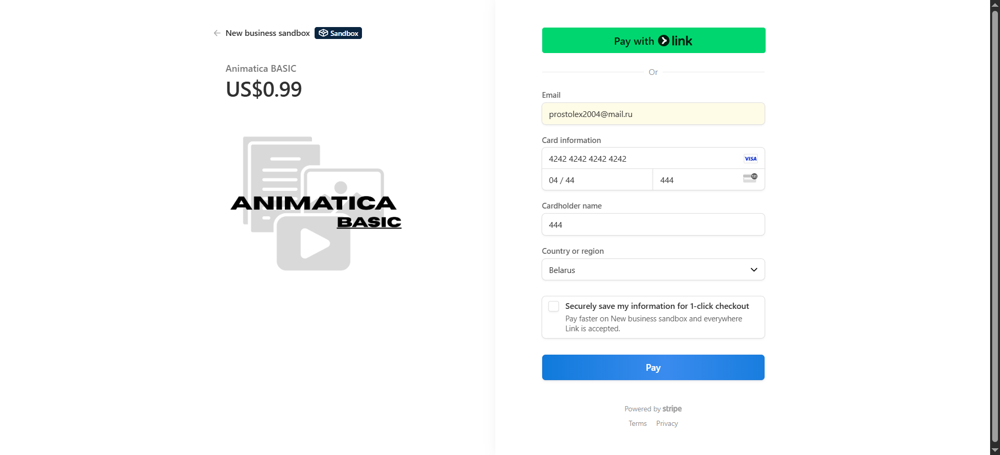 New business sandbox Sandbox
Animatica BASIC
US$0.99
ANIMATICA
BASIC
Pay with link
Or
Email
prostolex2004@mail.ru
Card information
4242 4242 4242 4242 VISA
04 / 44 444 135
Cardholder name
444
Country or region
Belarus
Securely save my information for 1-click checkout
Pay faster on New business sandbox and everywhere
Link is accepted.
Pay
Powered by stripe
Terms Privacy